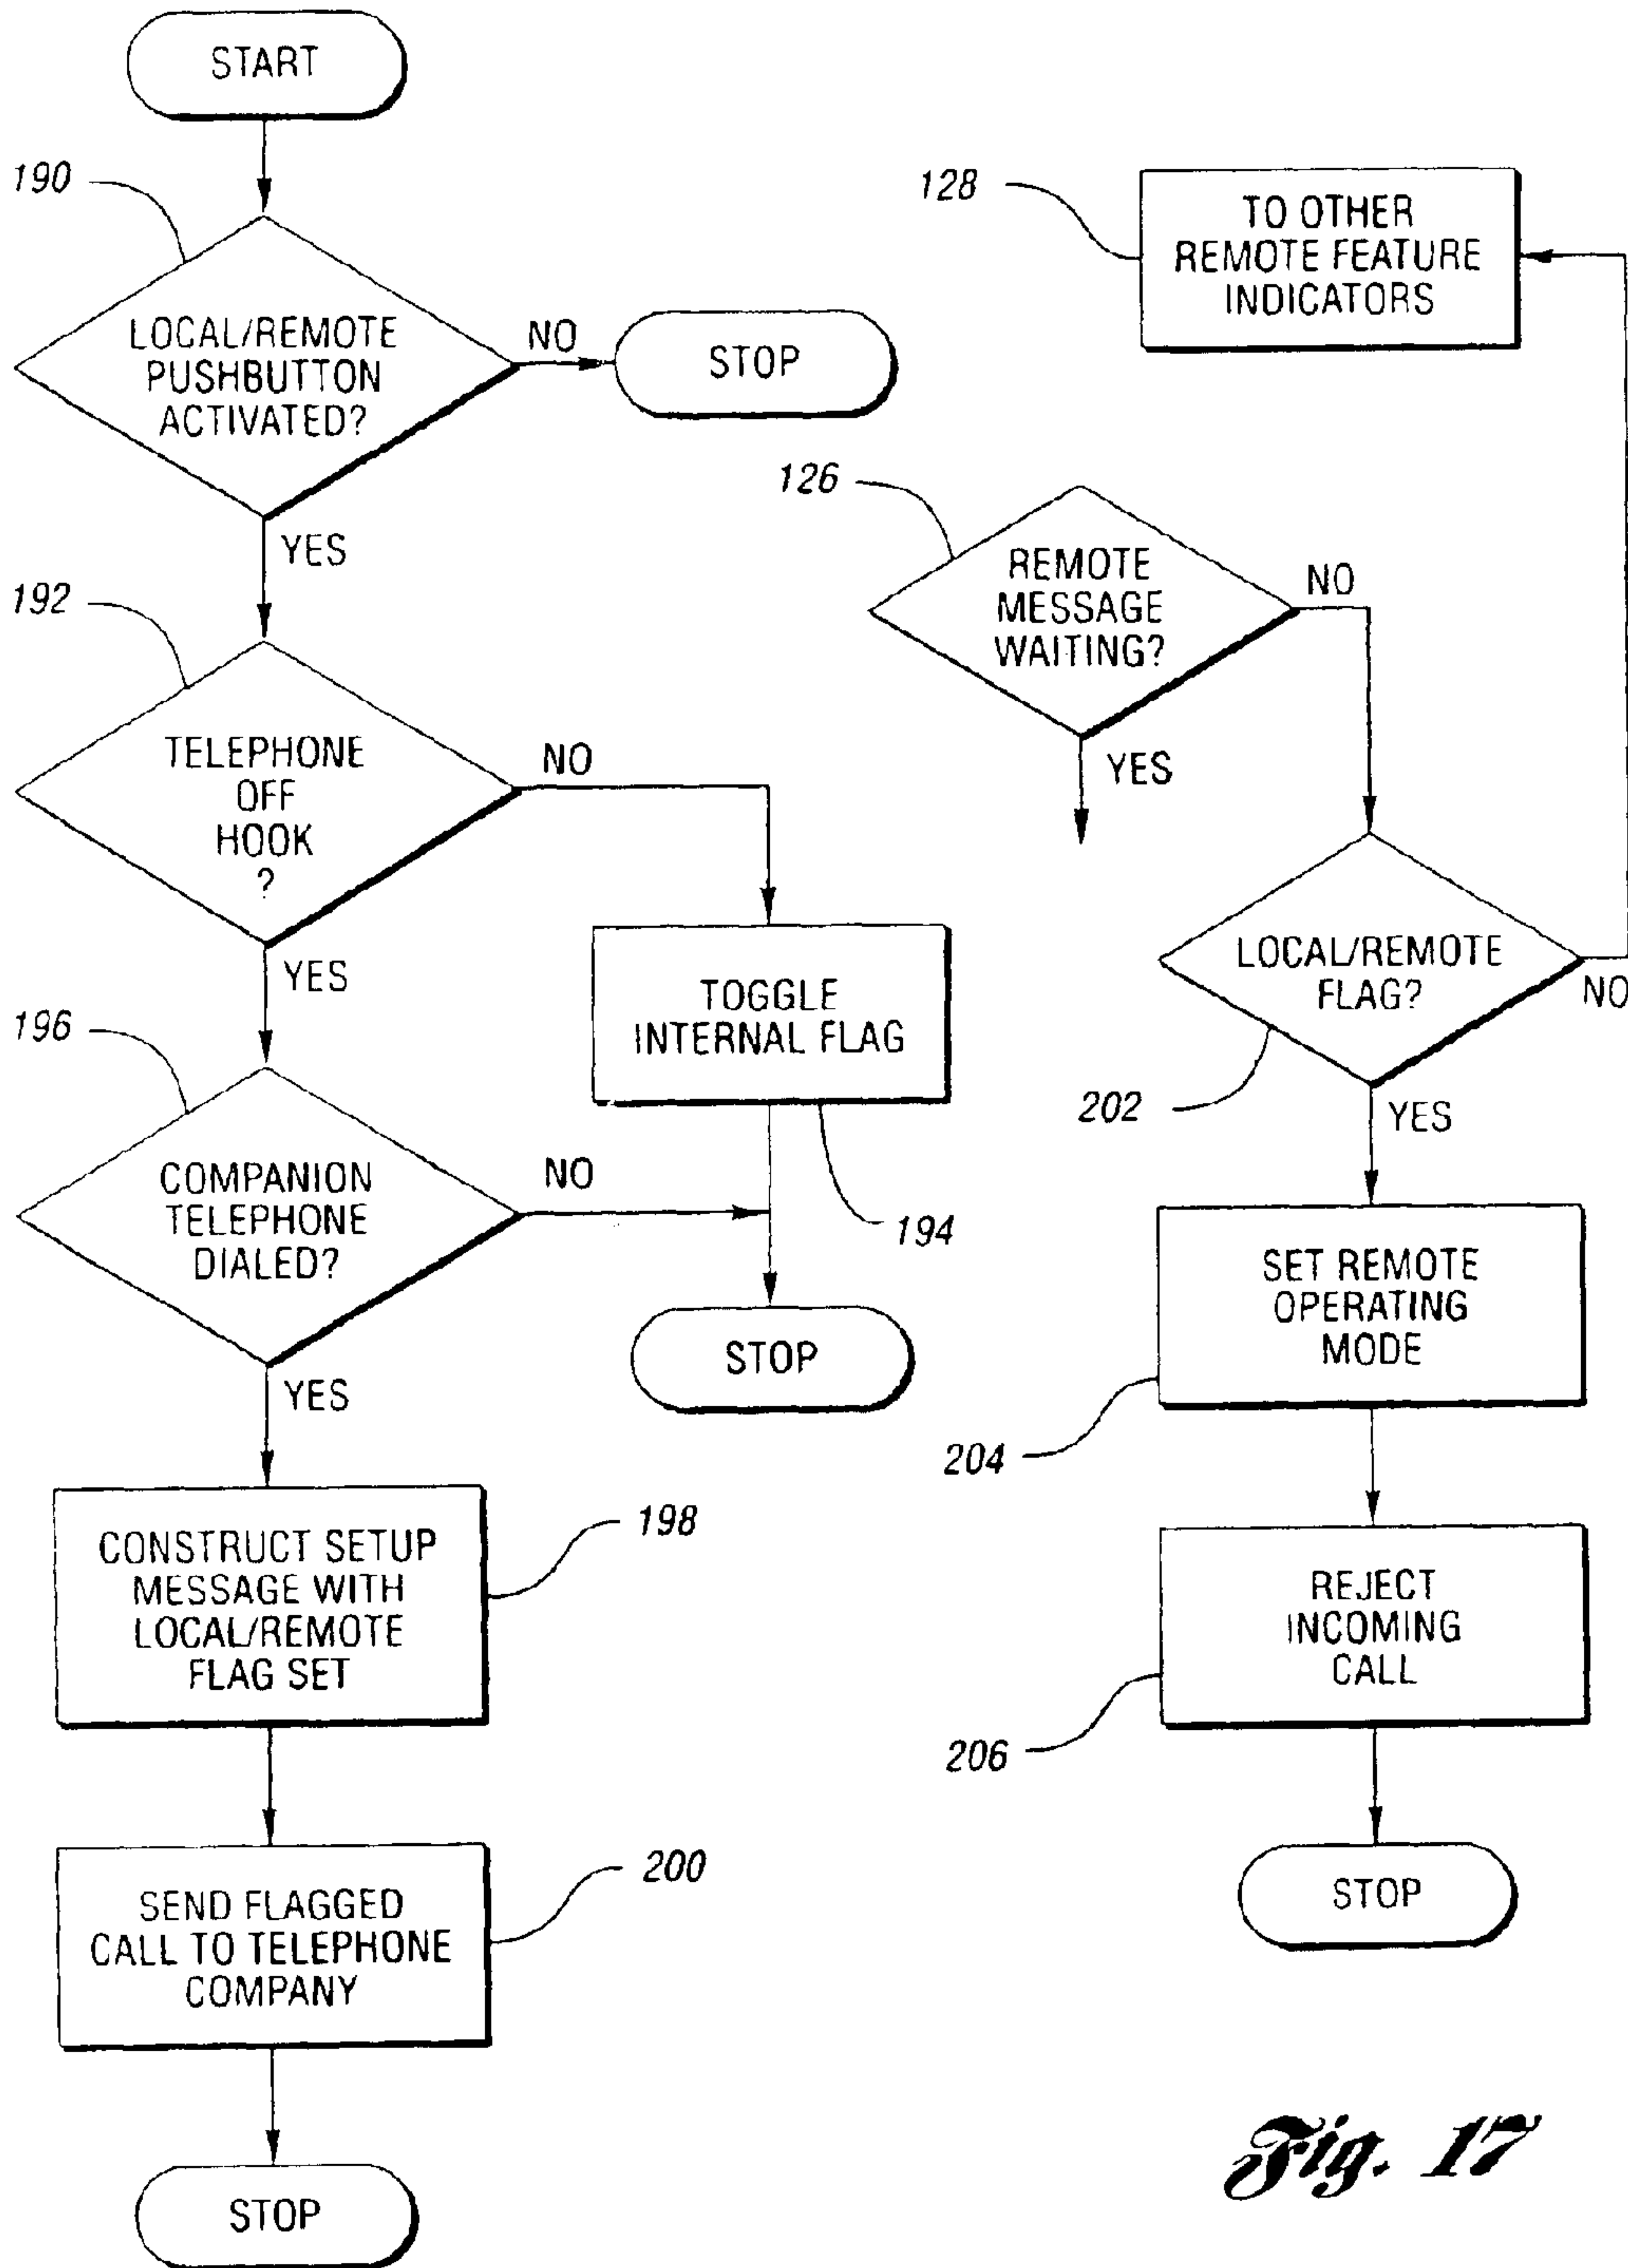 START
190
LOCAL/REMOTE
PUSHBUTTON
ACTIVATED?
NO
STOP
YES
192
TELEPHONE
OFF
HOOK
?
NO
YES
TOGGLE
INTERNAL FLAG
194
196
COMPANION
TELEPHONE
DIALED?
NO
STOP
YES
CONSTRUCT SETUP
MESSAGE WITH
LOCAL/REMOTE
FLAG SET
198
SEND FLAGGED
CALL TO TELEPHONE
COMPANY
200
STOP
128
TO OTHER
REMOTE FEATURE
INDICATORS
126
REMOTE
MESSAGE
WAITING?
NO
YES
LOCAL/REMOTE
FLAG?
NO
202
YES
SET REMOTE
OPERATING
MODE
204
REJECT
INCOMING
CALL
206
STOP
Fig. 17